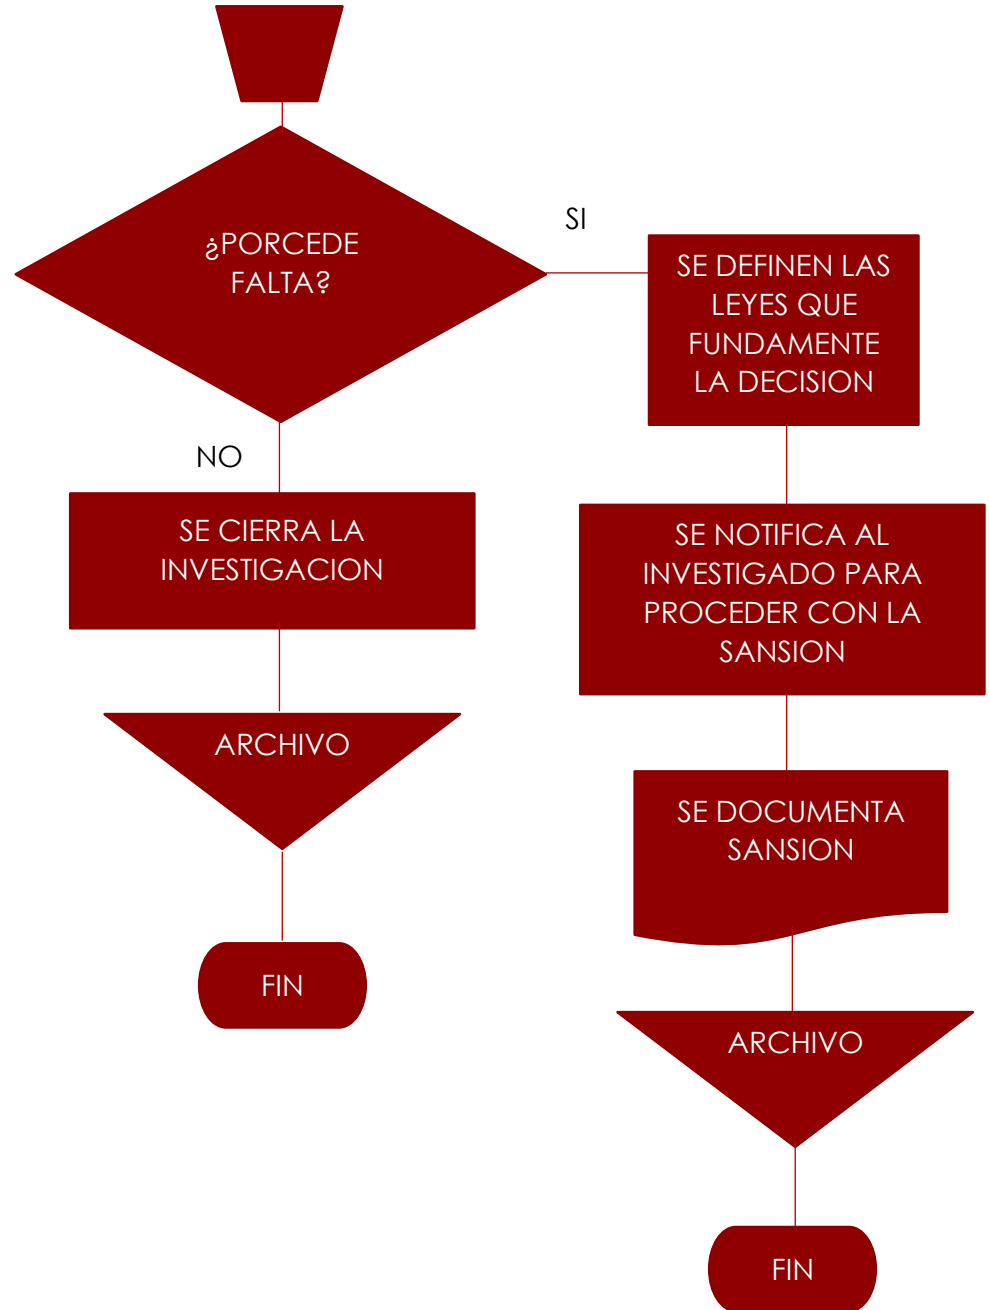 ¿PORCEDE
FALTA?
SI
SE DEFINEN LAS
LEYES QUE
FUNDAMENTE
LA DECISION
NO
SE CIERRA LA
INVESTIGACION
SE NOTIFICA AL
INVESTIGADO PARA
PROCEDER CON LA
SANSION
ARCHIVO
SE DOCUMENTA
SANSION
FIN
ARCHIVO
FIN